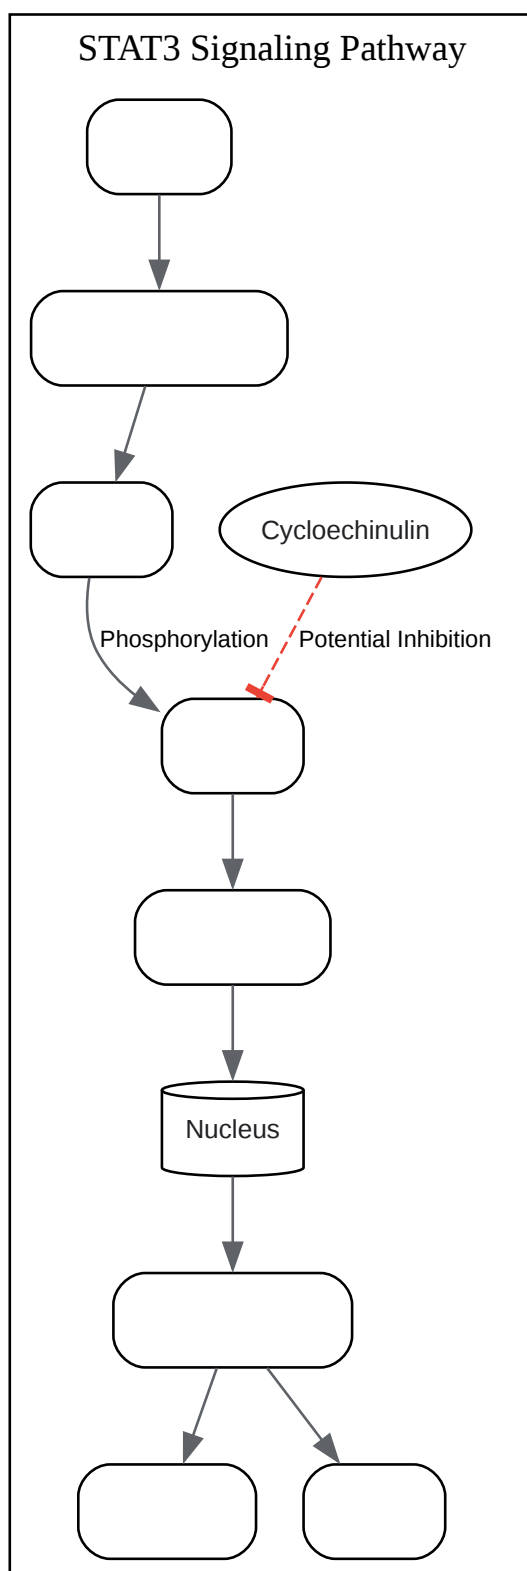 STAT3 Signaling Pathway
Cycloechinulin
Phosphorylation
Potential Inhibition
Nucleus